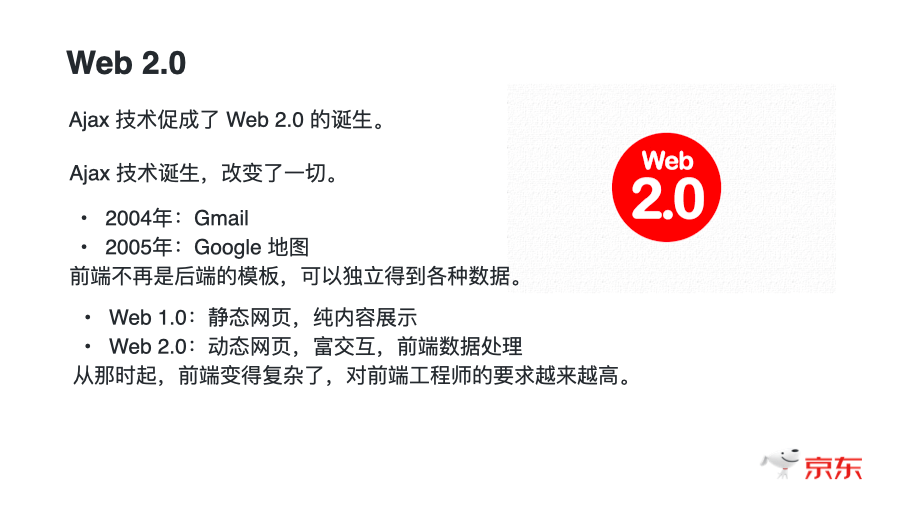 Web 2.0
Ajax 技术促成了 Web 2.0 的诞生。
Ajax 技术诞生，改变了一切。
• 2004年：Gmail
• 2005年：Google 地图
前端不再是后端的模板，可以独立得到各种数据。
• Web 1.0：静态网页，纯内容展示
• Web 2.0：动态网页，富交互，前端数据处理
从那时起，前端变得复杂了，对前端工程师的要求越来越高。
Web
2.0
京东